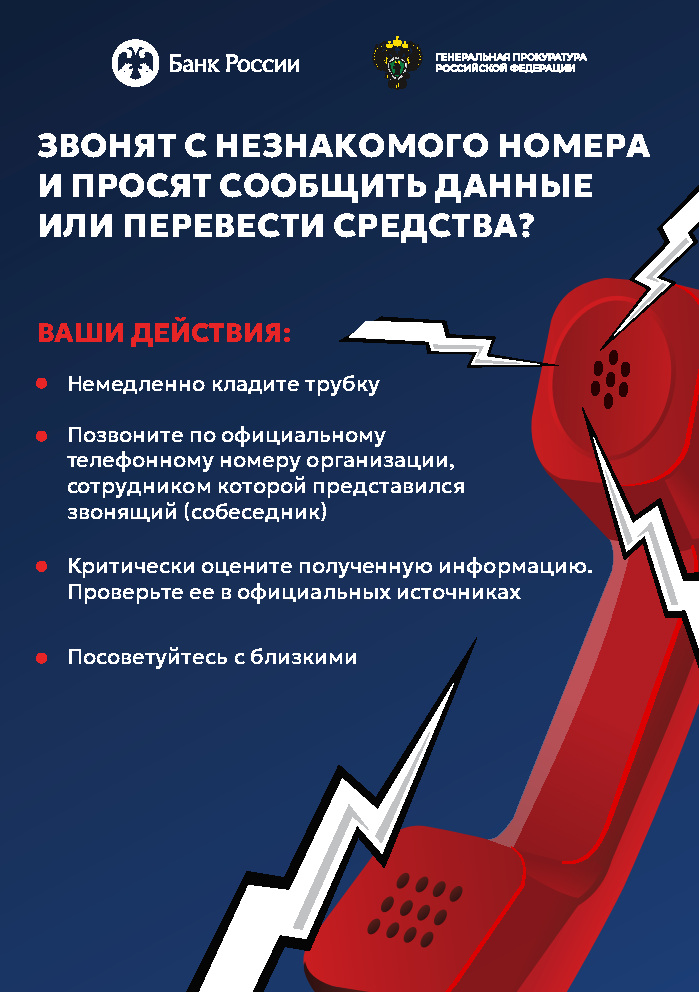 Банк России
ГЕНЕРАЛЬНАЯ ПРОКУРАТУРА
РОССИЙСКОЙ ФЕДЕРАЦИИ
ЗВОНЯТ С НЕЗНАКОМОГО НОМЕРА
И ПРОСЯТ СООБЩИТЬ ДАННЫЕ
ИЛИ ПЕРЕВЕСТИ СРЕДСТВА?
ВАШИ ДЕЙСТВИЯ:
Немедленно кладите трубку
Позвоните по официальному
телефонному номеру организации,
сотрудником которой представился
звонящий (собеседник)
Критически оцените полученную информацию.
Проверьте ее в официальных источниках
Посоветуйтесь с близкими